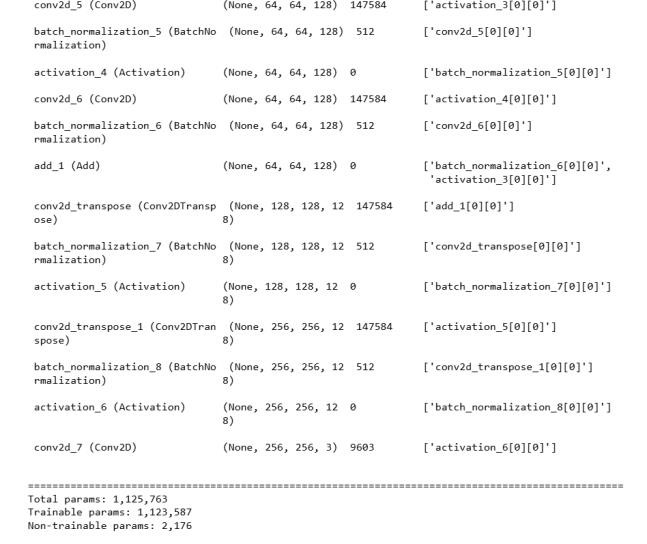 conv2d_5 (Conv2D) (None, 64, 64, 128) 147584 ['activation_3[0][0]']
batch_normalization_5 (BatchNo (None, 64, 64, 128) 512 ['conv2d_5[0][0]']
rmalization)
activation_4 (Activation) (None, 64, 64, 128) 0 ['batch_normalization_5[0][0]']
conv2d_6 (Conv2D) (None, 64, 64, 128) 147584 ['activation_4[0][0]']
batch_normalization_6 (BatchNo (None, 64, 64, 128) 512 ['conv2d_6[0][0]']
rmalization)
add_1 (Add) (None, 64, 64, 128) 0 ['batch_normalization_6[0][0]',
'activation_3[0][0]']
conv2d_transpose (Conv2DTransp (None, 128, 128, 12 147584 ['add_1[0][0]']
ose) 8)
batch_normalization_7 (BatchNo (None, 128, 128, 12 512 ['conv2d_transpose[0][0]']
rmalization) 8)
activation_5 (Activation) (None, 128, 128, 12 0 ['batch_normalization_7[0][0]']
8)
conv2d_transpose_1 (Conv2DTran (None, 256, 256, 12 147584 ['activation_5[0][0]']
spose) 8)
batch_normalization_8 (BatchNo (None, 256, 256, 12 512 ['conv2d_transpose_1[0][0]']
rmalization) 8)
activation_6 (Activation) (None, 256, 256, 12 0 ['batch_normalization_8[0][0]']
8)
conv2d_7 (Conv2D) (None, 256, 256, 3) 9603 ['activation_6[0][0]']
==================================================================================================
Total params: 1,125,763
Trainable params: 1,123,587
Non-trainable params: 2,176